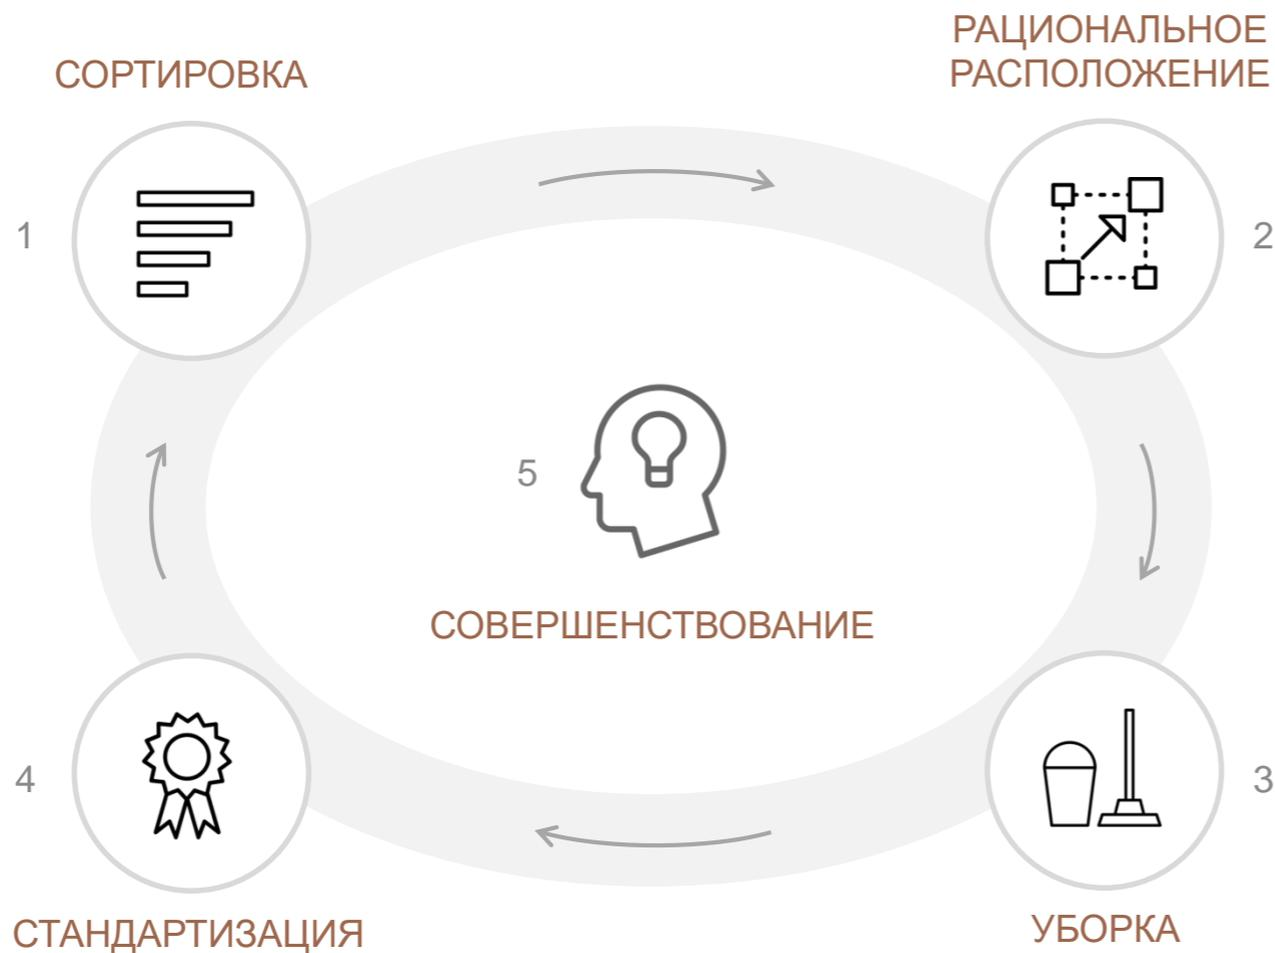 СОРТИРОВКА
РАЦИОНАЛЬНОЕ
РАСПОЛОЖЕНИЕ
1
2
5
СОВЕРШЕНСТВОВАНИЕ
4
3
СТАНДАРТИЗАЦИЯ
УБОРКА